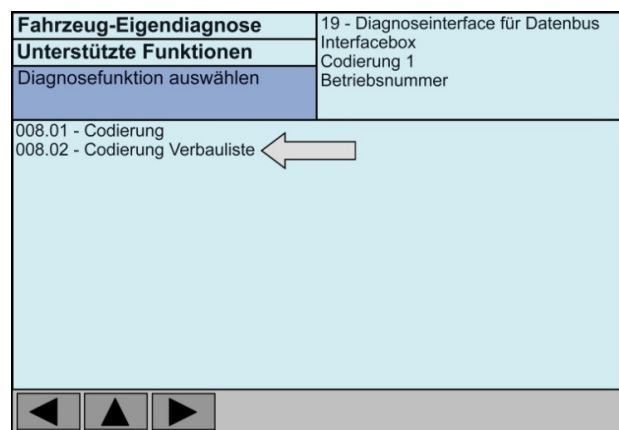 Fahrzeug-Eigendiagnose
Unterstützte Funktionen
Diagnosefunktion auswählen
19 - Diagnoseinterface für Datenbus
Interfacebox
Codierung 1
Betriebsnummer
008.01 - Codierung
008.02 - Codierung Verbauliste